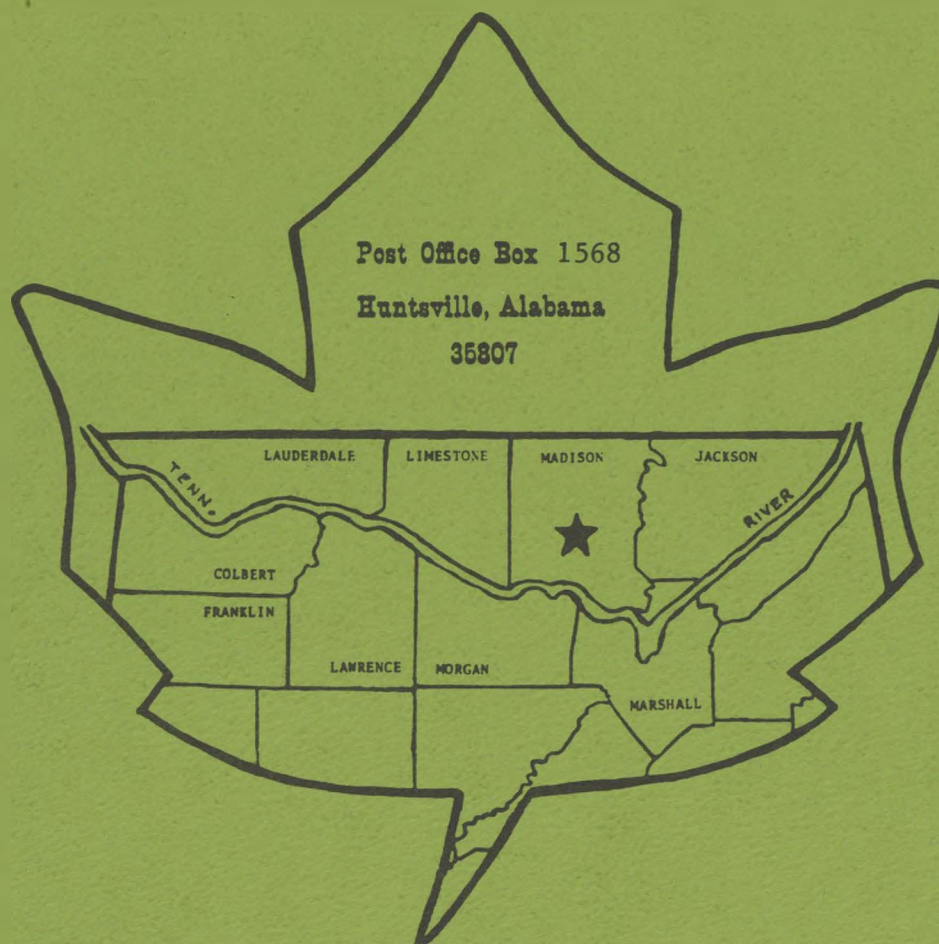 Post Office Box 1568
Huntsville, Alabama
35807
LAUDERDALE
LIMESTONE
MADISON
JACKSON
TENN.
RIVER
COLBERT
FRANKLIN
LAWRENCE
MORGAN
MARSHALL